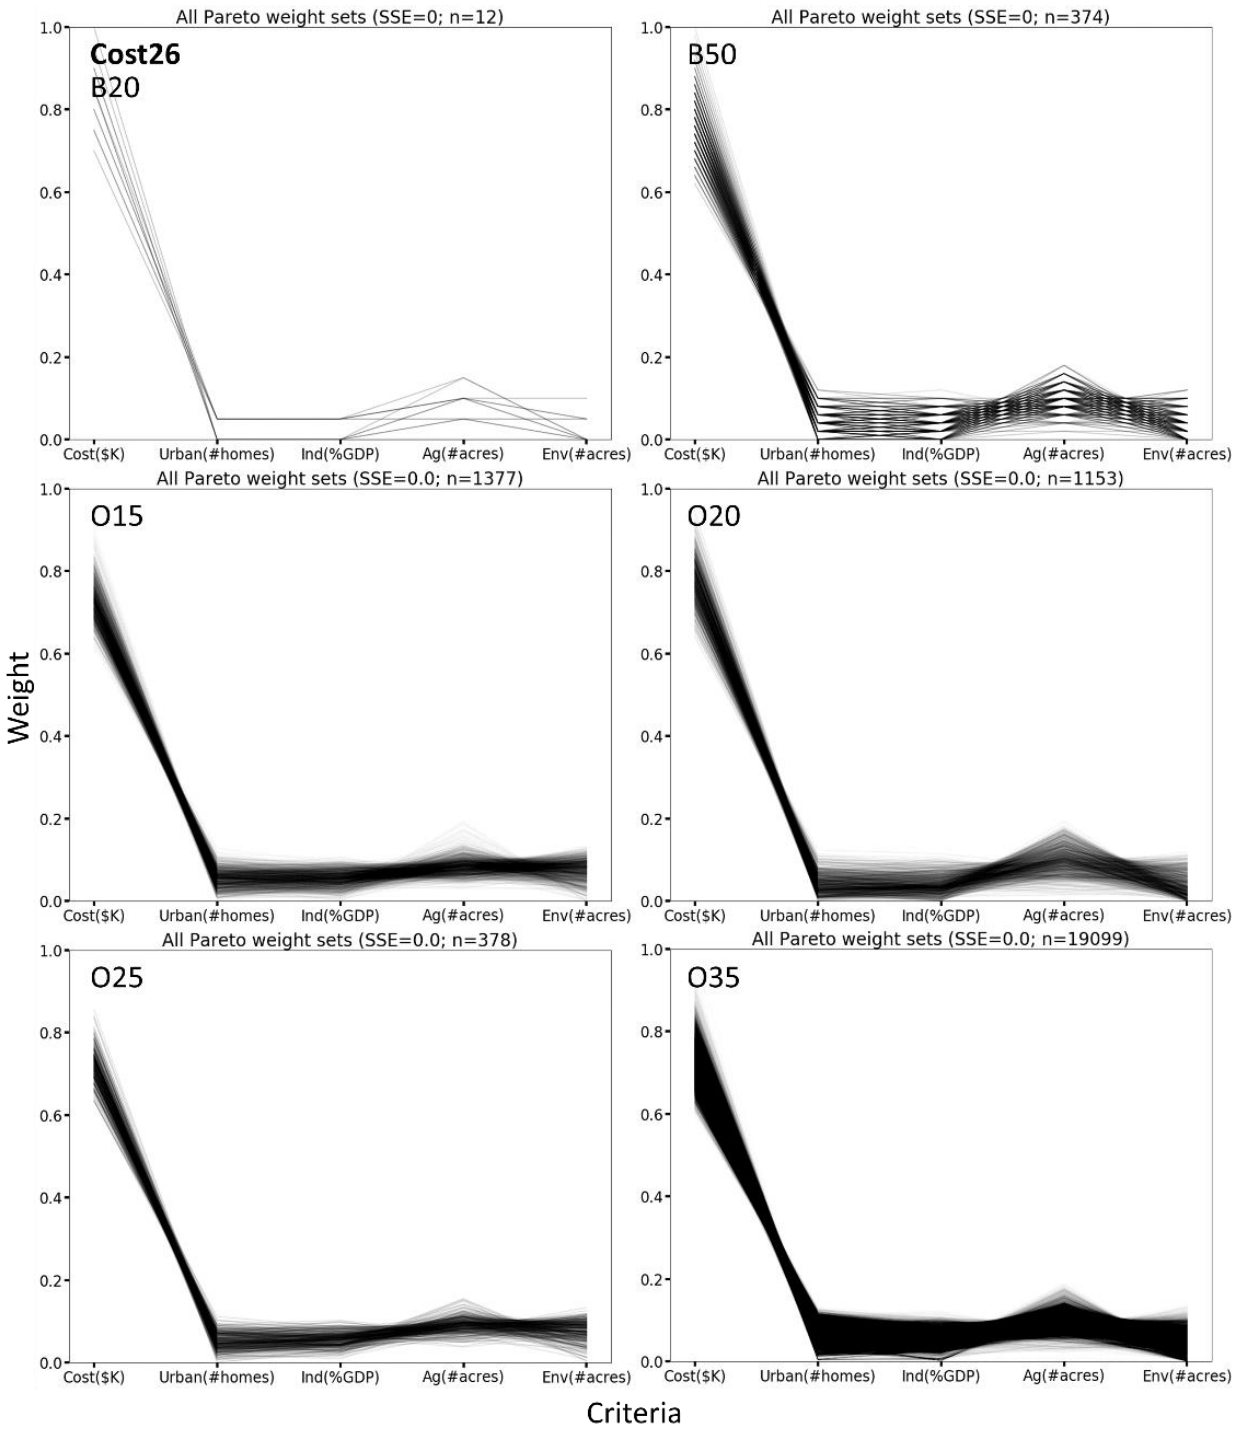 All Pareto weight sets (SSE=0; n=12)
Cost26
B20
1.0
0.8
0.6
0.4
0.2
0.0
Cost($K) Urban(#homes) Ind(%GDP) Ag(#acres) Env(#acres)
All Pareto weight sets (SSE=0; n=374)
B50
1.0
0.8
0.6
0.4
0.2
0.0
Cost($K) Urban(#homes) Ind(%GDP) Ag(#acres) Env(#acres)
All Pareto weight sets (SSE=0.0; n=1377)
O15
1.0
0.8
0.6
0.4
0.2
0.0
Cost($K) Urban(#homes) Ind(%GDP) Ag(#acres) Env(#acres)
All Pareto weight sets (SSE=0.0; n=1153)
O20
1.0
0.8
0.6
0.4
0.2
0.0
Cost($K) Urban(#homes) Ind(%GDP) Ag(#acres) Env(#acres)
Weight
All Pareto weight sets (SSE=0.0; n=378)
O25
1.0
0.8
0.6
0.4
0.2
0.0
Cost($K) Urban(#homes) Ind(%GDP) Ag(#acres) Env(#acres)
All Pareto weight sets (SSE=0.0; n=19099)
O35
1.0
0.8
0.6
0.4
0.2
0.0
Cost($K) Urban(#homes) Ind(%GDP) Ag(#acres) Env(#acres)
Criteria